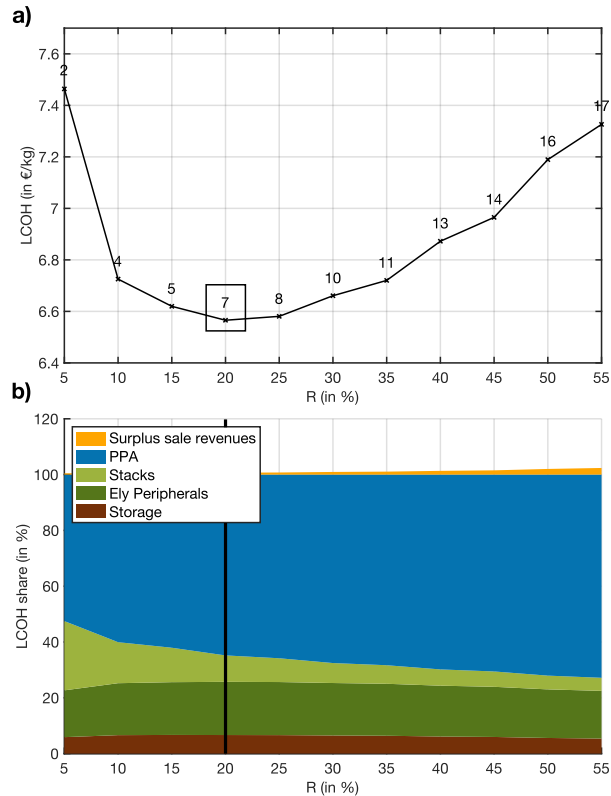 a)
7.6
7.4
7.2
7
6.8
6.6
6.4
LCOH (in €/kg)
2
4
5
7
8
10
11
13
14
16
17
5 10 15 20 25 30 35 40 45 50 55
R (in %)
b)
120
100
80
60
40
20
0
LCOH share (in %)
Surplus sale revenues
PPA
Stacks
Ely Peripherals
Storage
5 10 15 20 25 30 35 40 45 50 55
R (in %)